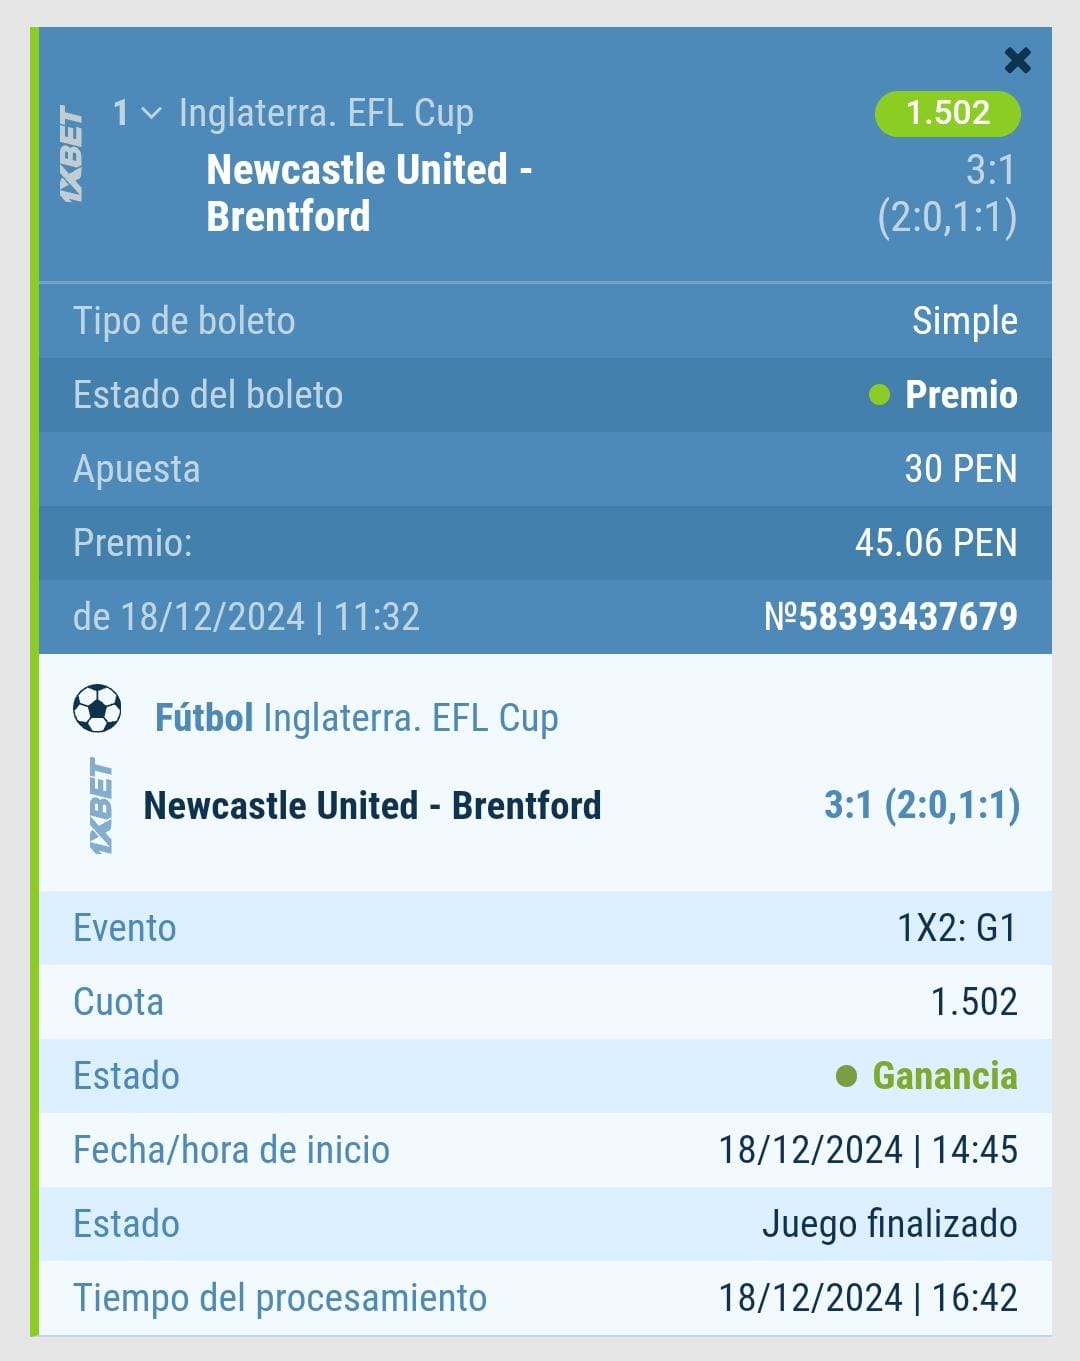 1XBET
1 Inglaterra. EFL Cup 1.502
Newcastle United - 3:1
Brentford (2:0,1:1)
Tipo de boleto Simple
Estado del boleto Premio
Apuesta 30 PEN
Premio: 45.06 PEN
de 18/12/2024 | 11:32 №58393437679
Fútbol Inglaterra. EFL Cup
1XBET
Newcastle United - Brentford 3:1 (2:0,1:1)
Evento 1X2: G1
Cuota 1.502
Estado Ganancia
Fecha/hora de inicio 18/12/2024 | 14:45
Estado Juego finalizado
Tiempo del procesamiento 18/12/2024 | 16:42